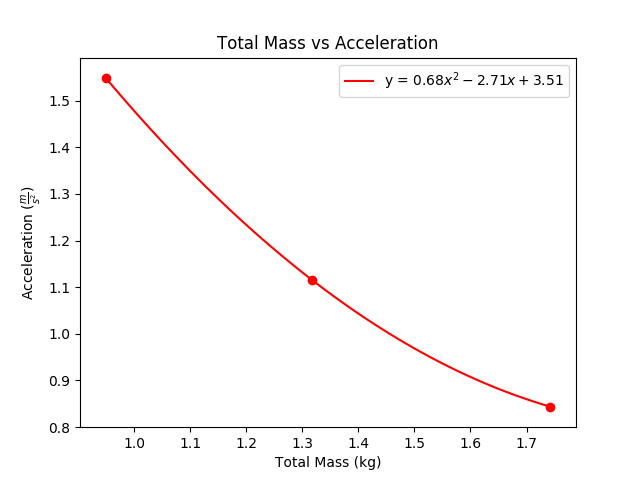 Total Mass vs Acceleration
y = 0.68x² − 2.71x + 3.51
Acceleration (m/s²)
1.5
1.4
1.3
1.2
1.1
1.0
0.9
0.8
1.0 1.1 1.2 1.3 1.4 1.5 1.6 1.7
Total Mass (kg)